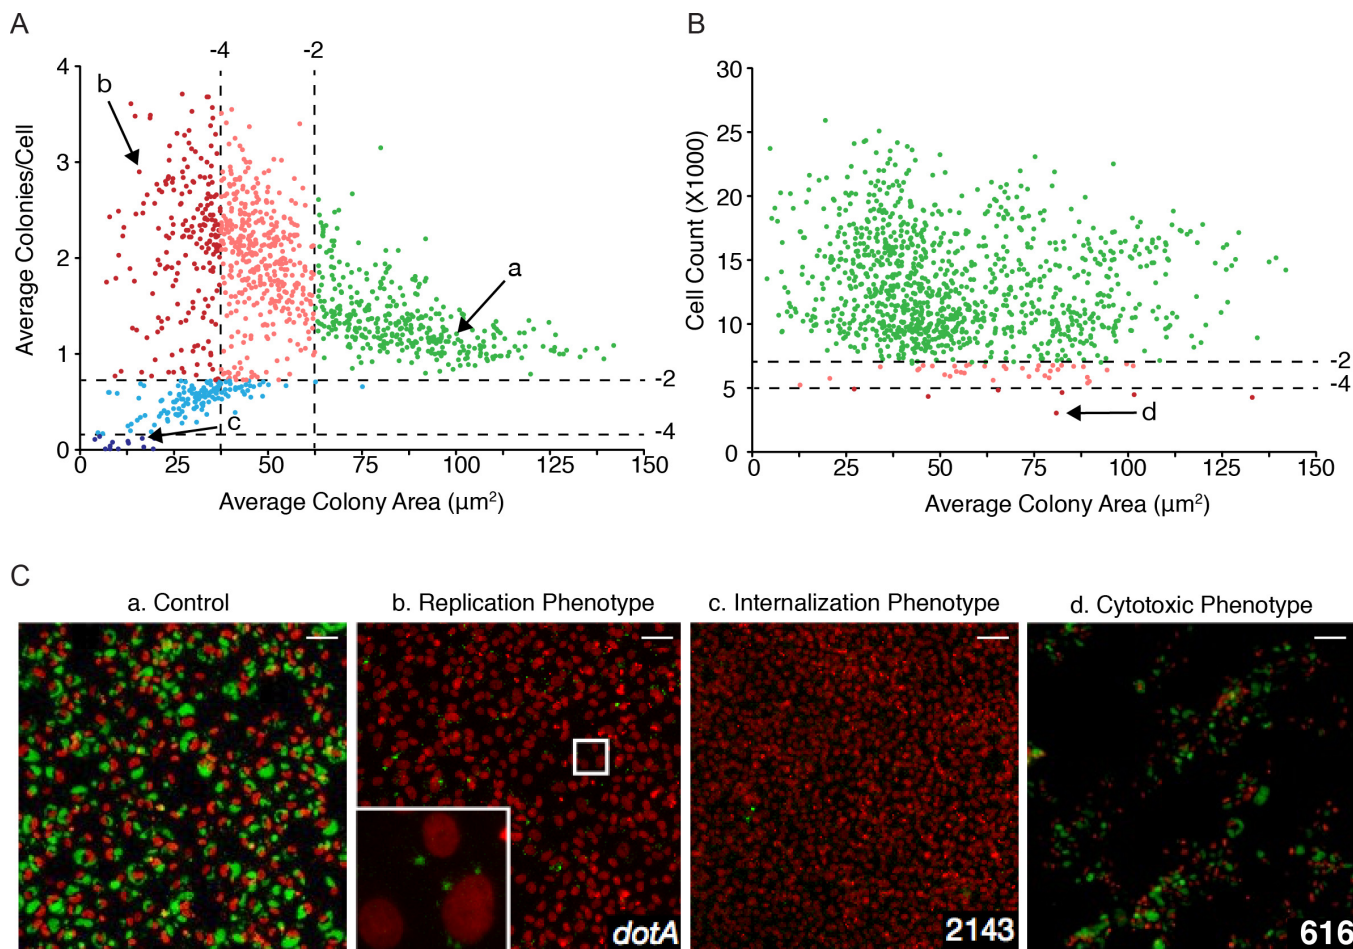 A
-4
-2
4
3
2
1
0
Average Colonies/Cell
b
a
c
-2
-4
0
25
50
75
100
125
150
Average Colony Area (µm²)
B
30
25
20
15
10
5
0
Cell Count (X1000)
-2
-4
d
0
25
50
75
100
125
150
Average Colony Area (µm²)
C
a. Control
b. Replication Phenotype
c. Internalization Phenotype
d. Cytotoxic Phenotype
dotA
2143
616